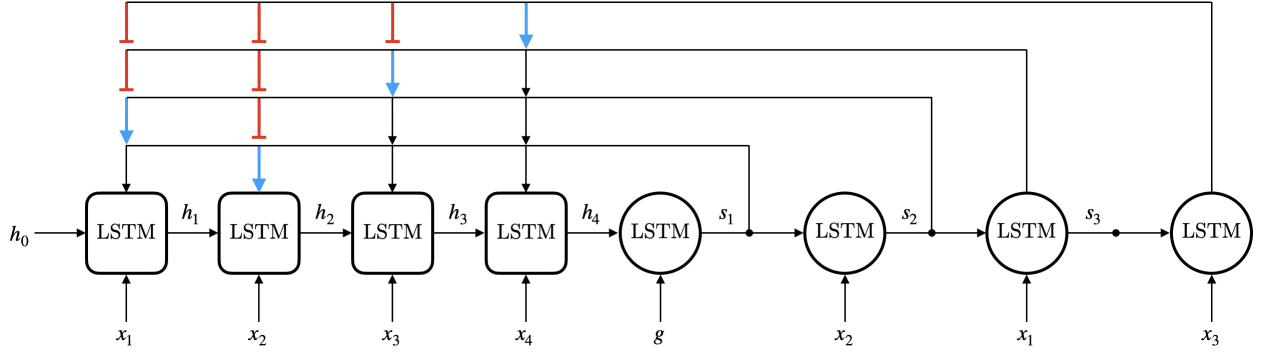 h₁ h₂ h₃ h₄ s₁ s₂ s₃
h₀ LSTM LSTM LSTM LSTM LSTM LSTM LSTM LSTM
x₁ x₂ x₃ x₄ g x₂ x₁ x₃